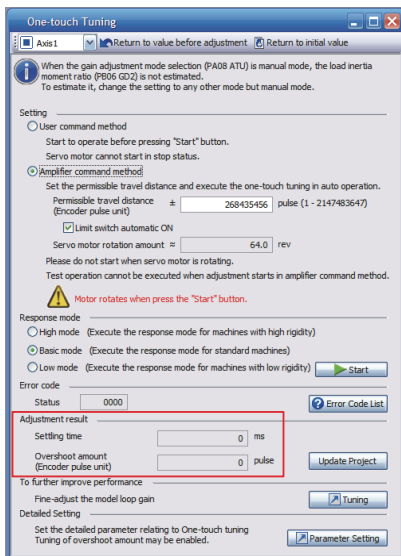 One-touch Tuning
Axis1 Return to value before adjustment Return to initial value
When the gain adjustment mode selection (PA08 ATU) is manual mode, the load inertia
moment ratio (PB06 GD2) is not estimated.
To estimate it, change the setting to any other mode but manual mode.
Setting
User command method
Start to operate before pressing "Start" button.
Servo motor cannot start in stop status.
Amplifier command method
Set the permissible travel distance and execute the one-touch tuning in auto operation.
Permissible travel distance ± 268435456 pulse (1 - 2147483647)
(Encoder pulse unit)
Limit switch automatic ON
Servo motor rotation amount ≈ 64.0 rev
Please do not start when servo motor is rotating.
Test operation cannot be executed when adjustment starts in amplifier command method.
Motor rotates when press the "Start" button.
Response mode
High mode (Execute the response mode for machines with high rigidity)
Basic mode (Execute the response mode for standard machines)
Low mode (Execute the response mode for machines with low rigidity) Start
Error code
Status 0000 Error Code List
Adjustment result
Settling time 0 ms
Overshoot amount 0 pulse Update Project
(Encoder pulse unit)
To further improve performance
Fine-adjust the model loop gain Tuning
Detailed Setting
Set the detailed parameter relating to One-touch tuning
Tuning of overshoot amount may be enabled. Parameter Setting